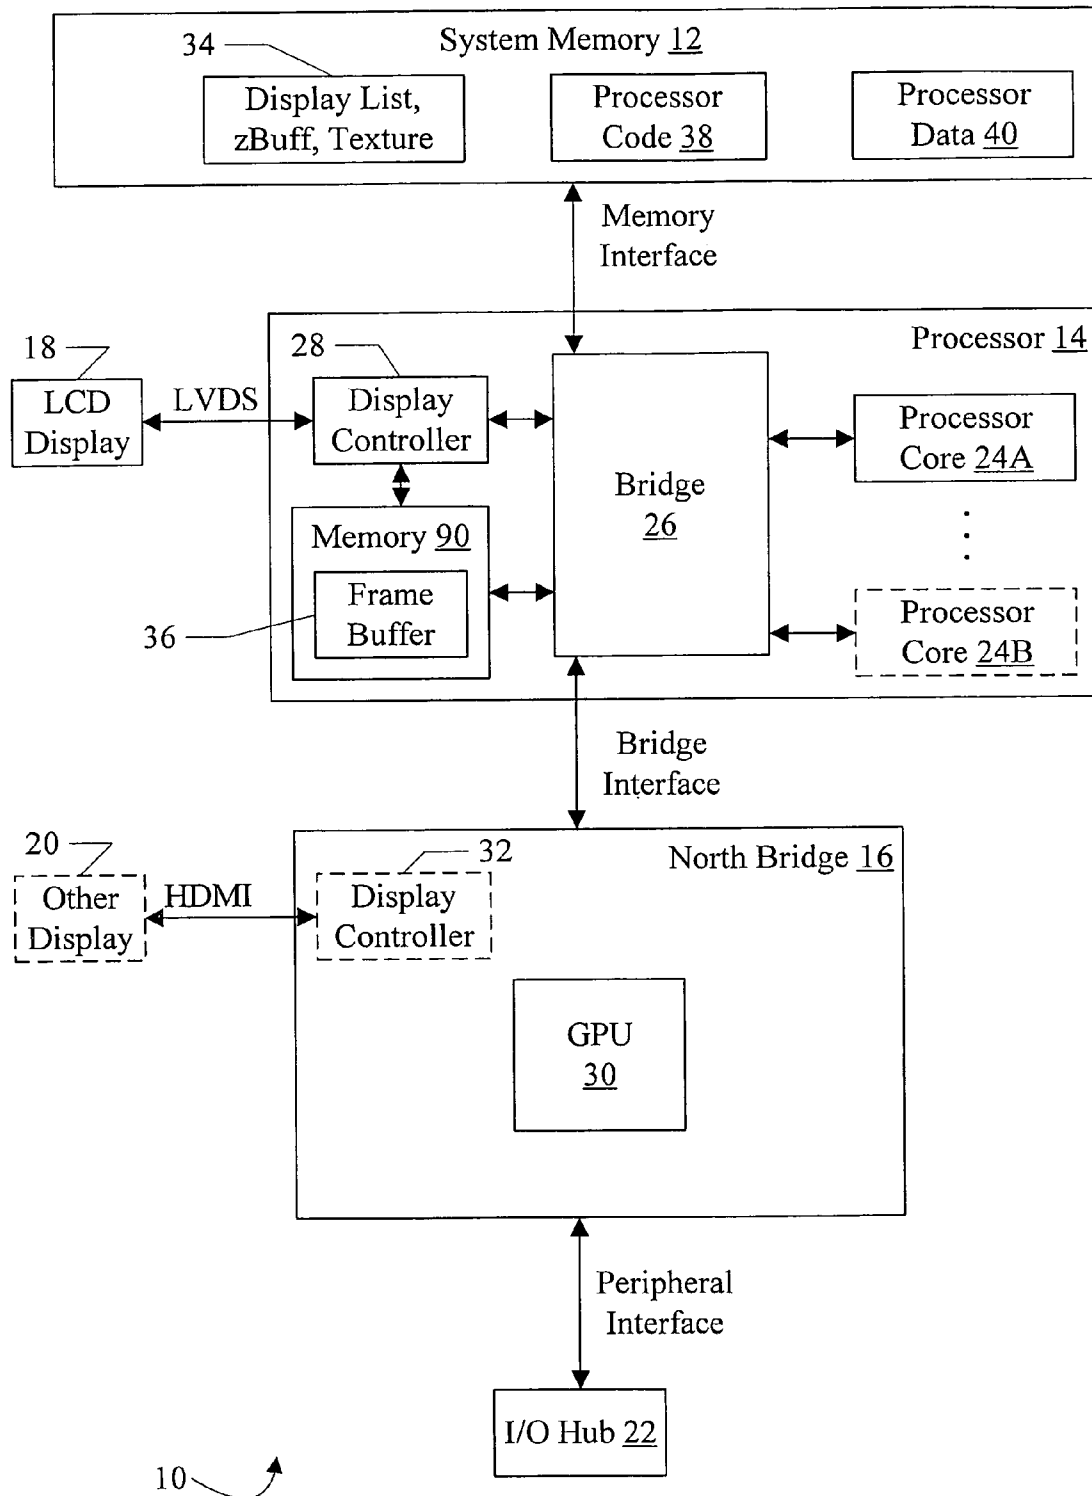 34
System Memory 12
Display List,
zBuff, Texture
Processor
Code 38
Processor
Data 40
Memory
Interface
Processor 14
18
LCD
Display
LVDS
28
Display
Controller
Bridge
26
Processor
Core 24A
Memory 90
Frame
Buffer
36
Processor
Core 24B
Bridge
Interface
North Bridge 16
20
Other
Display
HDMI
32
Display
Controller
GPU
30
Peripheral
Interface
I/O Hub 22
10